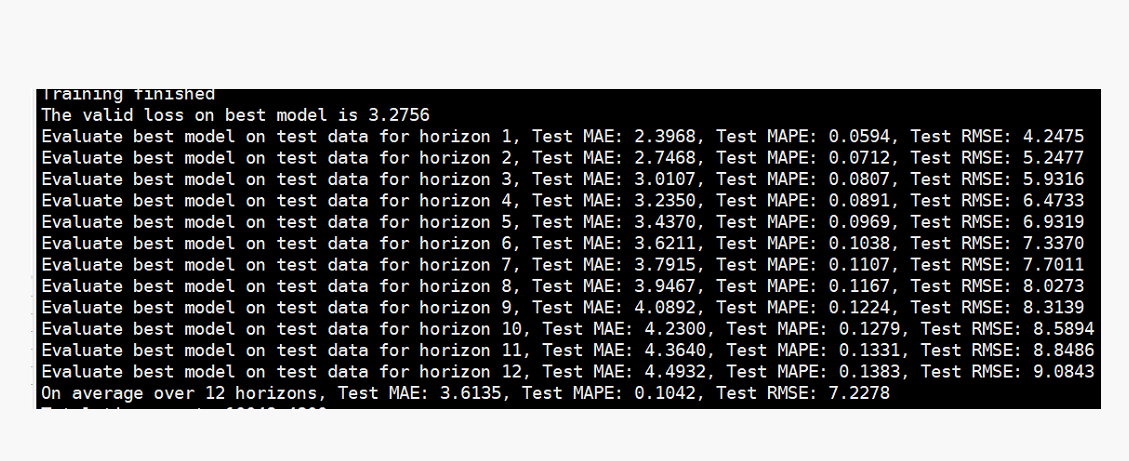 Training finished
The valid loss on best model is 3.2756
Evaluate best model on test data for horizon 1, Test MAE: 2.3968, Test MAPE: 0.0594, Test RMSE: 4.2475
Evaluate best model on test data for horizon 2, Test MAE: 2.7468, Test MAPE: 0.0712, Test RMSE: 5.2477
Evaluate best model on test data for horizon 3, Test MAE: 3.0107, Test MAPE: 0.0807, Test RMSE: 5.9316
Evaluate best model on test data for horizon 4, Test MAE: 3.2350, Test MAPE: 0.0891, Test RMSE: 6.4733
Evaluate best model on test data for horizon 5, Test MAE: 3.4370, Test MAPE: 0.0969, Test RMSE: 6.9319
Evaluate best model on test data for horizon 6, Test MAE: 3.6211, Test MAPE: 0.1038, Test RMSE: 7.3370
Evaluate best model on test data for horizon 7, Test MAE: 3.7915, Test MAPE: 0.1107, Test RMSE: 7.7011
Evaluate best model on test data for horizon 8, Test MAE: 3.9467, Test MAPE: 0.1167, Test RMSE: 8.0273
Evaluate best model on test data for horizon 9, Test MAE: 4.0892, Test MAPE: 0.1224, Test RMSE: 8.3139
Evaluate best model on test data for horizon 10, Test MAE: 4.2300, Test MAPE: 0.1279, Test RMSE: 8.5894
Evaluate best model on test data for horizon 11, Test MAE: 4.3640, Test MAPE: 0.1331, Test RMSE: 8.8486
Evaluate best model on test data for horizon 12, Test MAE: 4.4932, Test MAPE: 0.1383, Test RMSE: 9.0843
On average over 12 horizons, Test MAE: 3.6135, Test MAPE: 0.1042, Test RMSE: 7.2278